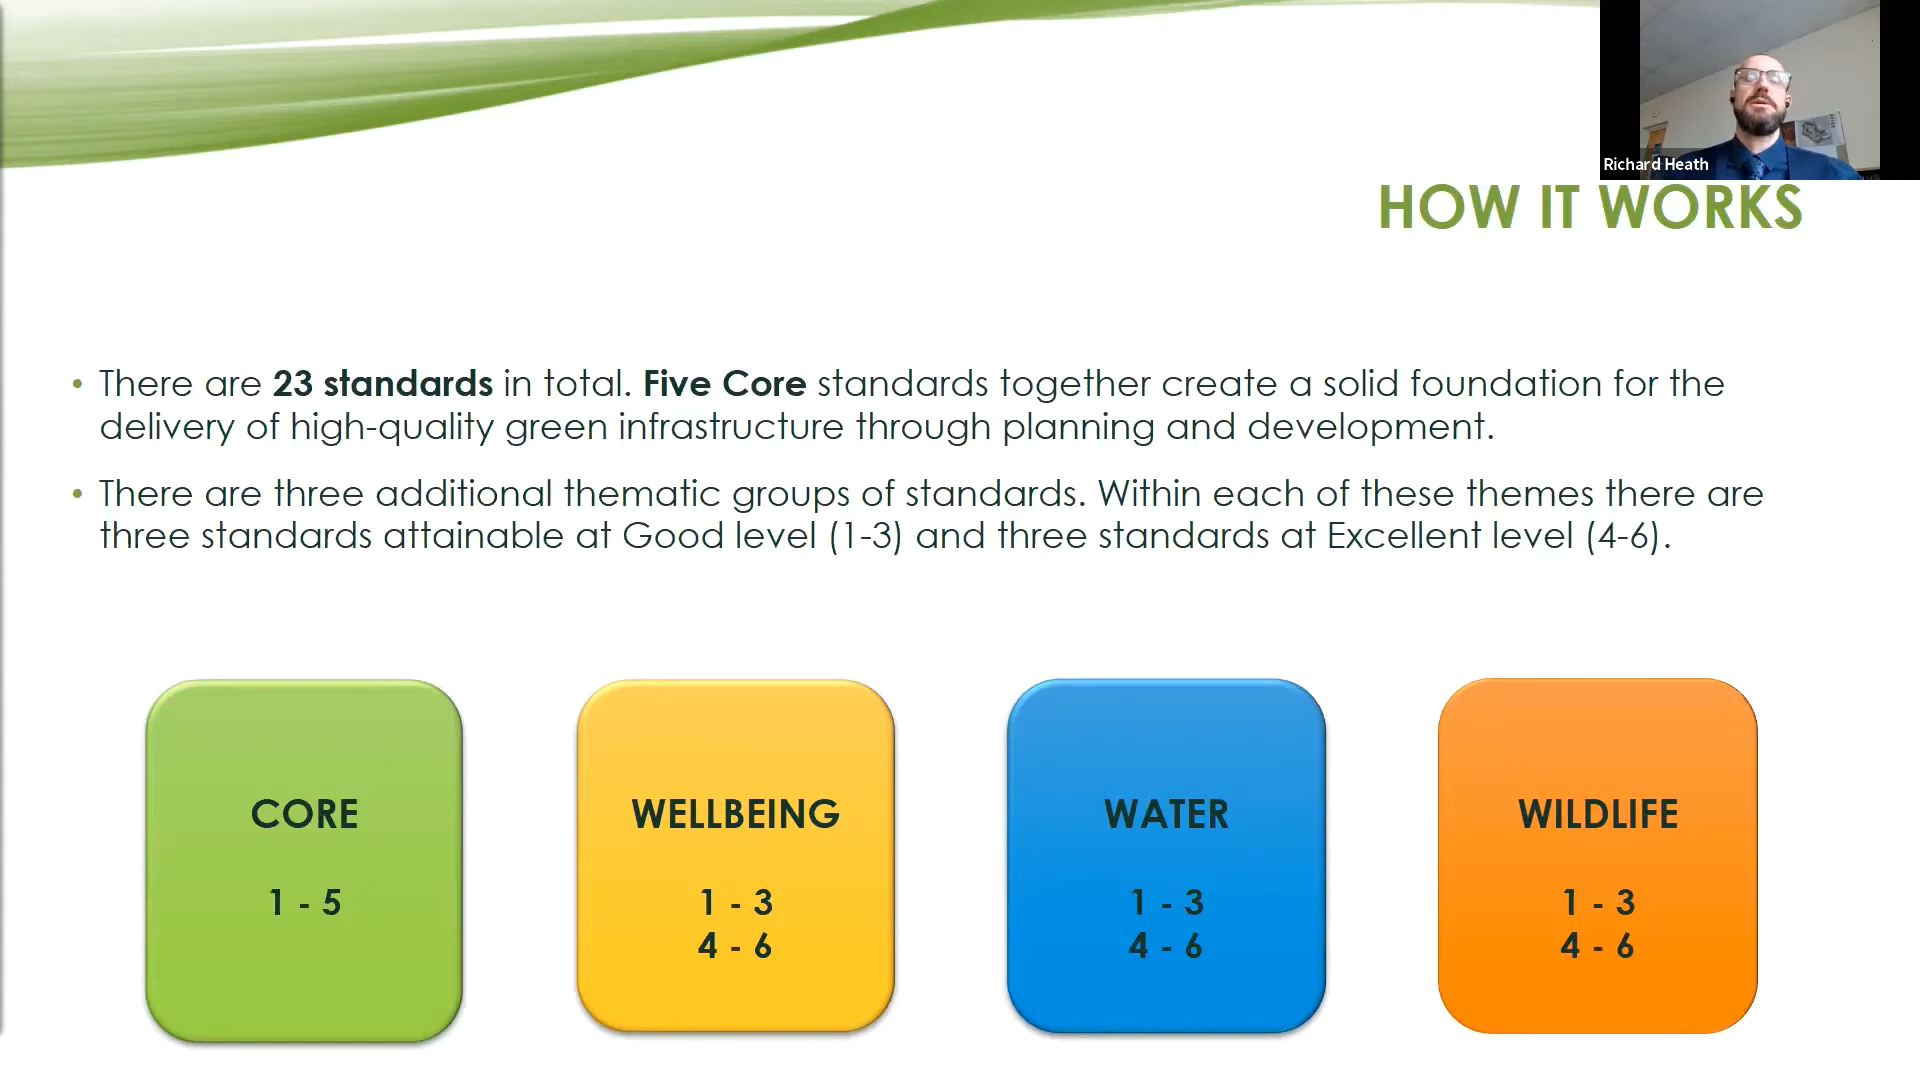 Richard Heath
HOW IT WORKS
• There are 23 standards in total. Five Core standards together create a solid foundation for the
delivery of high-quality green infrastructure through planning and development.
• There are three additional thematic groups of standards. Within each of these themes there are
three standards attainable at Good level (1-3) and three standards at Excellent level (4-6).
CORE
1 - 5
WELLBEING
1 - 3
4 - 6
WATER
1 - 3
4 - 6
WILDLIFE
1 - 3
4 - 6